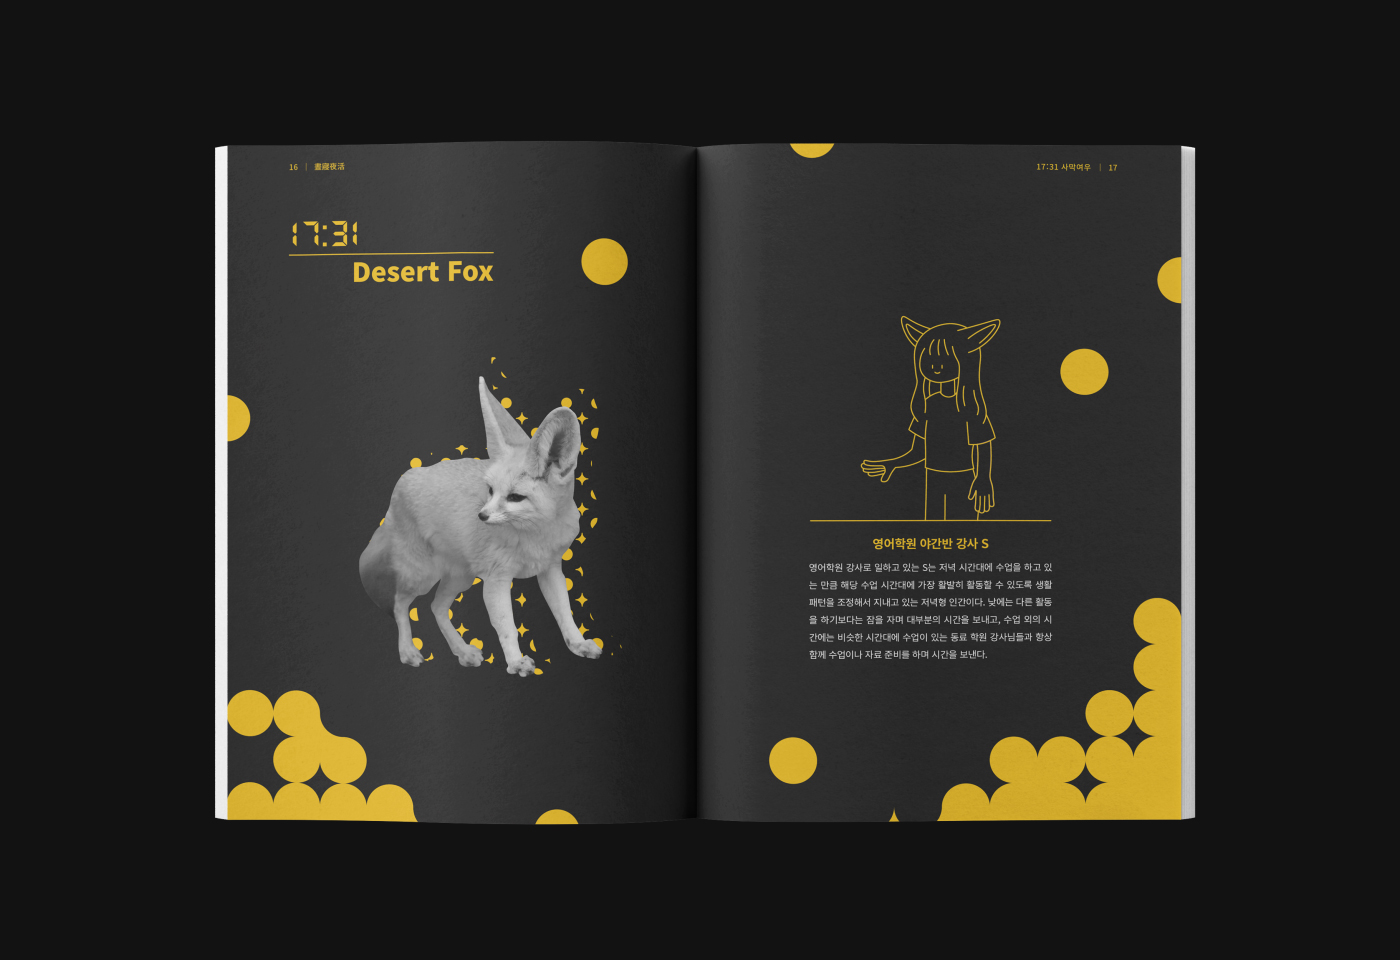 16 | 晝寢夜活
17:31
Desert Fox
17:31 사막여우 | 17
영어학원 야간반 강사 S
영어학원 강사로 일하고 있는 S는 저녁 시간대에 수업을 하고 있
는 만큼 해당 수업 시간대에 가장 활발히 활동할 수 있도록 생활
패턴을 조정해서 지내고 있는 저녁형 인간이다. 낮에는 다른 활동
을 하기보다는 잠을 자며 대부분의 시간을 보내고, 수업 외의 시
간에는 비슷한 시간대에 수업이 있는 동료 학원 강사님들과 항상
함께 수업이나 자료 준비를 하며 시간을 보낸다.